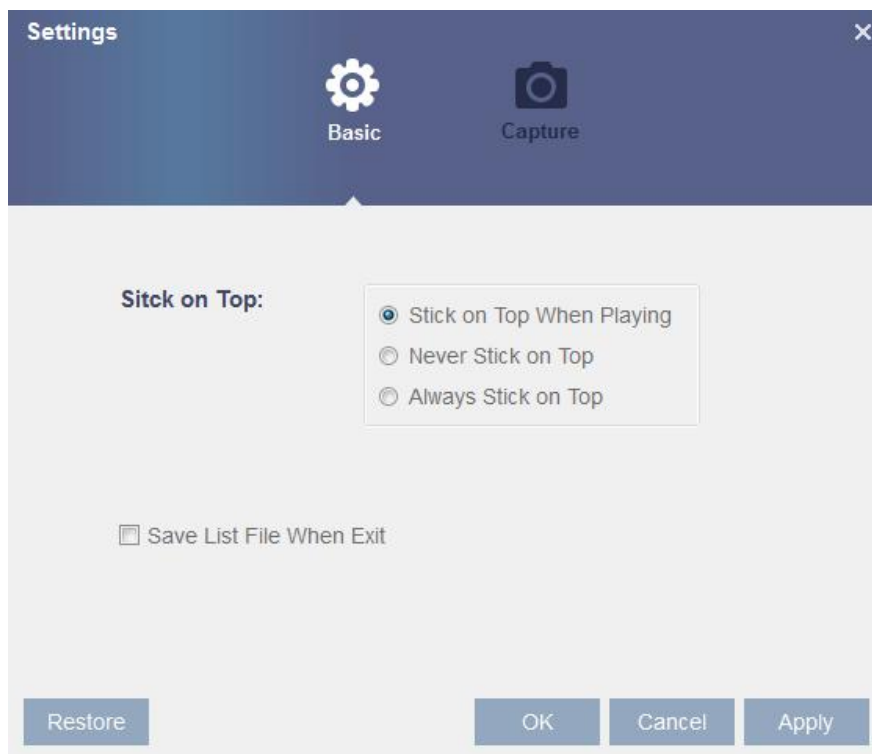 Settings
Basic
Capture
Sitck on Top:
Stick on Top When Playing
Never Stick on Top
Always Stick on Top
Save List File When Exit
Restore
OK
Cancel
Apply